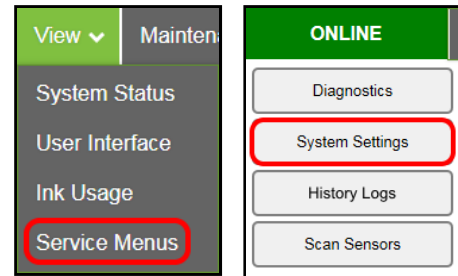 View
System Status
User Interface
Ink Usage
Service Menus
ONLINE
Diagnostics
System Settings
History Logs
Scan Sensors